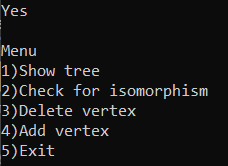 Yes
Menu
1)Show tree
2)Check for isomorphism
3)Delete vertex
4)Add vertex
5)Exit